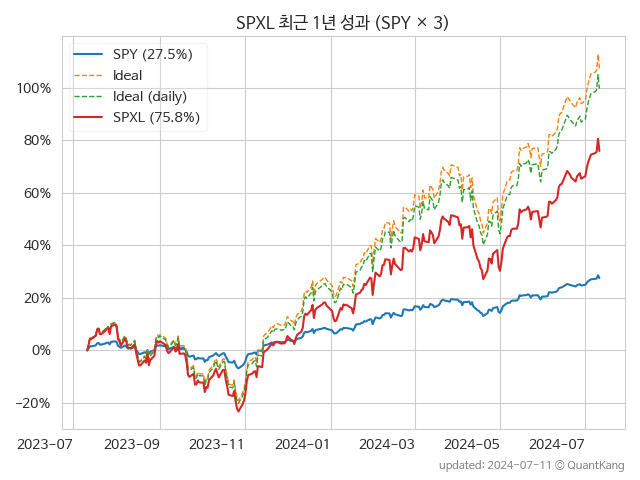 SPXL 최근 1년 성과 (SPY × 3)
SPY (27.5%)
Ideal
Ideal (daily)
SPXL (75.8%)
100%
80%
60%
40%
20%
0%
−20%
2023-07 2023-09 2023-11 2024-01 2024-03 2024-05 2024-07
updated: 2024-07-11 © QuantKang